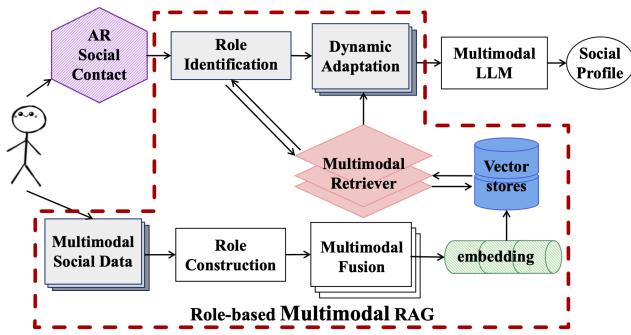 AR
Social
Contact
Role
Identification
Dynamic
Adaptation
Multimodal
LLM
Social
Profile
Multimodal
Retriever
Vector
stores
Multimodal
Social Data
Role
Construction
Multimodal
Fusion
embedding
Role-based Multimodal RAG